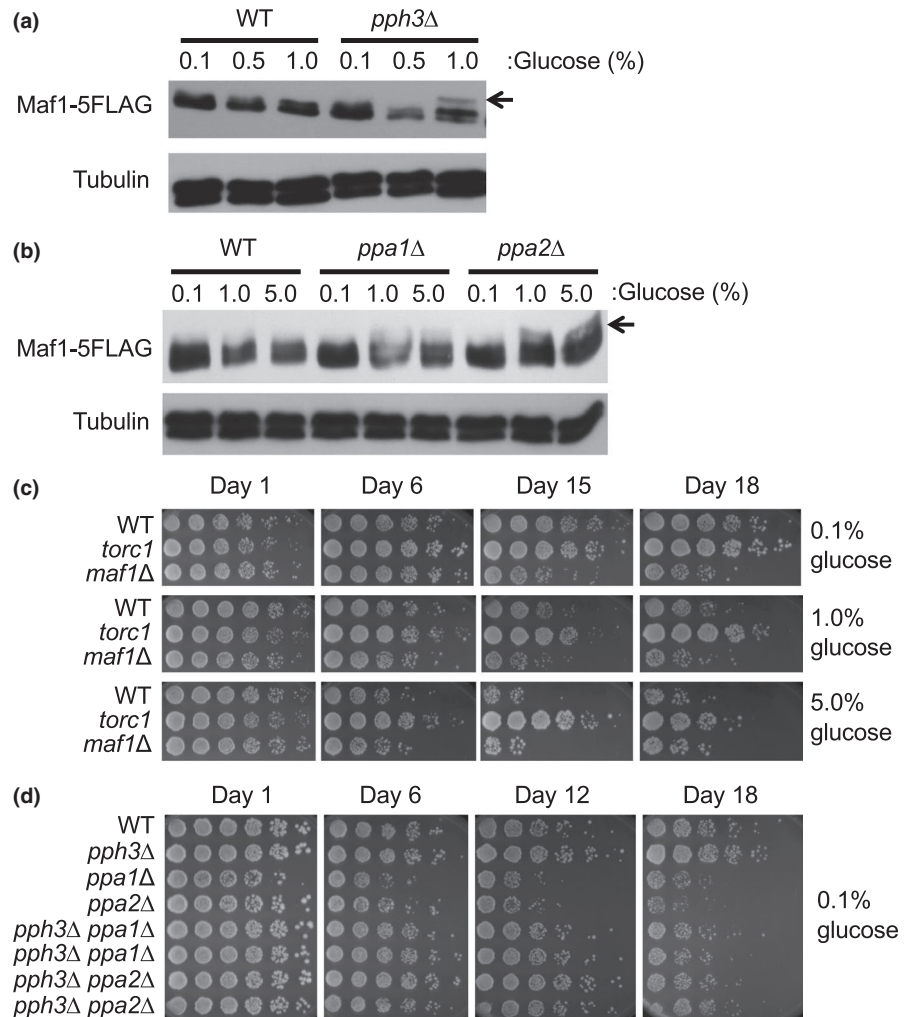 (a)
WT pph3Δ
0.1 0.5 1.0 0.1 0.5 1.0 :Glucose (%)
Maf1-5FLAG
Tubulin
(b)
WT ppa1Δ ppa2Δ
0.1 1.0 5.0 0.1 1.0 5.0 0.1 1.0 5.0 :Glucose (%)
Maf1-5FLAG
Tubulin
(c)
Day 1 Day 6 Day 15 Day 18
WT
torc1
maf1Δ
0.1% glucose
WT
torc1
maf1Δ
1.0% glucose
WT
torc1
maf1Δ
5.0% glucose
(d)
Day 1 Day 6 Day 12 Day 18
WT
pph3Δ
ppa1Δ
ppa2Δ
pph3Δ ppa1Δ
pph3Δ ppa1Δ
pph3Δ ppa2Δ
pph3Δ ppa2Δ
0.1% glucose